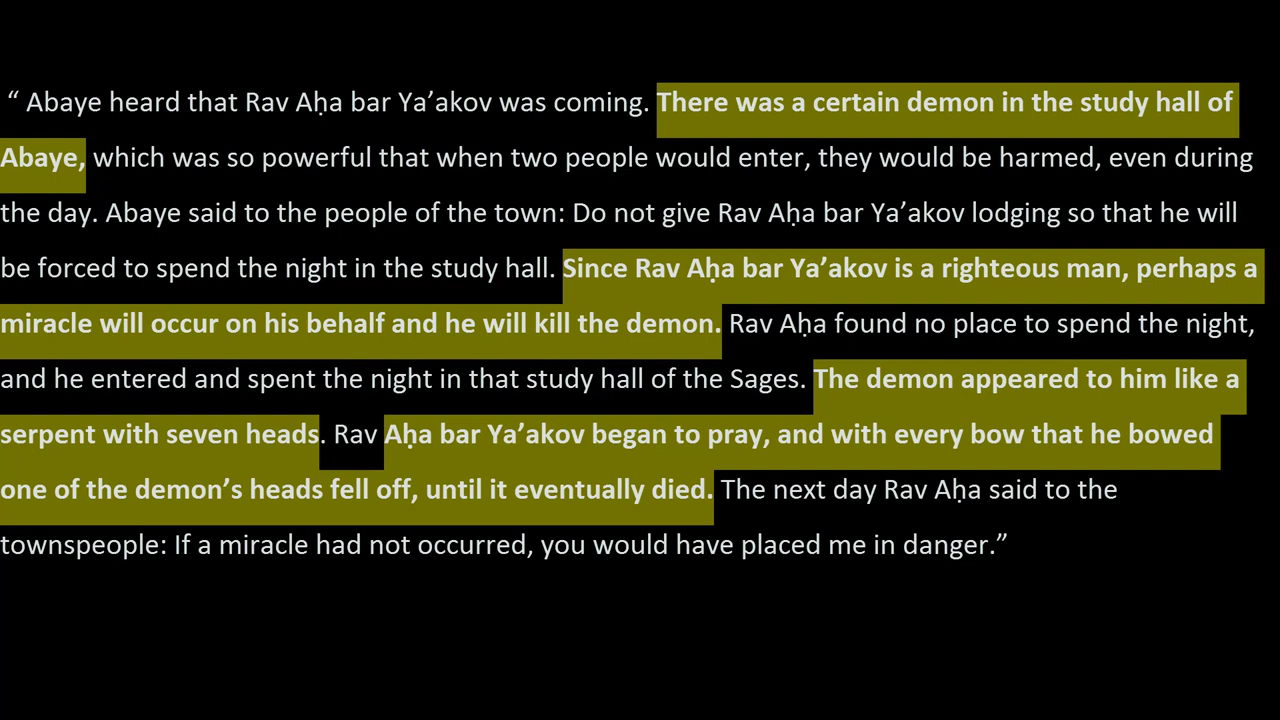 “ Abaye heard that Rav Aḥa bar Ya’akov was coming. There was a certain demon in the study hall of
Abaye, which was so powerful that when two people would enter, they would be harmed, even during
the day. Abaye said to the people of the town: Do not give Rav Aḥa bar Ya’akov lodging so that he will
be forced to spend the night in the study hall. Since Rav Aḥa bar Ya’akov is a righteous man, perhaps a
miracle will occur on his behalf and he will kill the demon. Rav Aḥa found no place to spend the night,
and he entered and spent the night in that study hall of the Sages. The demon appeared to him like a
serpent with seven heads. Rav Aḥa bar Ya’akov began to pray, and with every bow that he bowed
one of the demon’s heads fell off, until it eventually died. The next day Rav Aḥa said to the
townspeople: If a miracle had not occurred, you would have placed me in danger.”